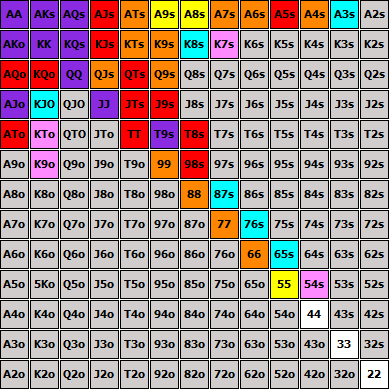 AA AKs AQs AJs ATs A9s A8s A7s A6s A5s A4s A3s A2s
AKo KK KQs KJs KTs K9s K8s K7s K6s K5s K4s K3s K2s
AQo KQo QQ QJs QTs Q9s Q8s Q7s Q6s Q5s Q4s Q3s Q2s
AJo KJO QJO JJ JTs J9s J8s J7s J6s J5s J4s J3s J2s
ATo KTo QTO JTo TT T9s T8s T7s T6s T5s T4s T3s T2s
A9o K9o Q9o J9o T9o 99 98s 97s 96s 95s 94s 93s 92s
A8o K8o Q8o J8o T8o 98o 88 87s 86s 85s 84s 83s 82s
A7o K7o Q7o J7o T7o 97o 87o 77 76s 75s 74s 73s 72s
A6o K6o Q6o J6o T6o 96o 86o 76o 66 65s 64s 63s 62s
A5o 5Ko Q5o J5o T5o 95o 85o 75o 65o 55 54s 53s 52s
A4o K4o Q4o J4o T4o 94o 84o 74o 64o 54o 44 43s 42s
A3o K3o Q3o J3o T3o 93o 83o 73o 63o 53o 43o 33 32s
A2o K2o Q2o J2o T2o 92o 82o 72o 62o 52o 42o 32o 22